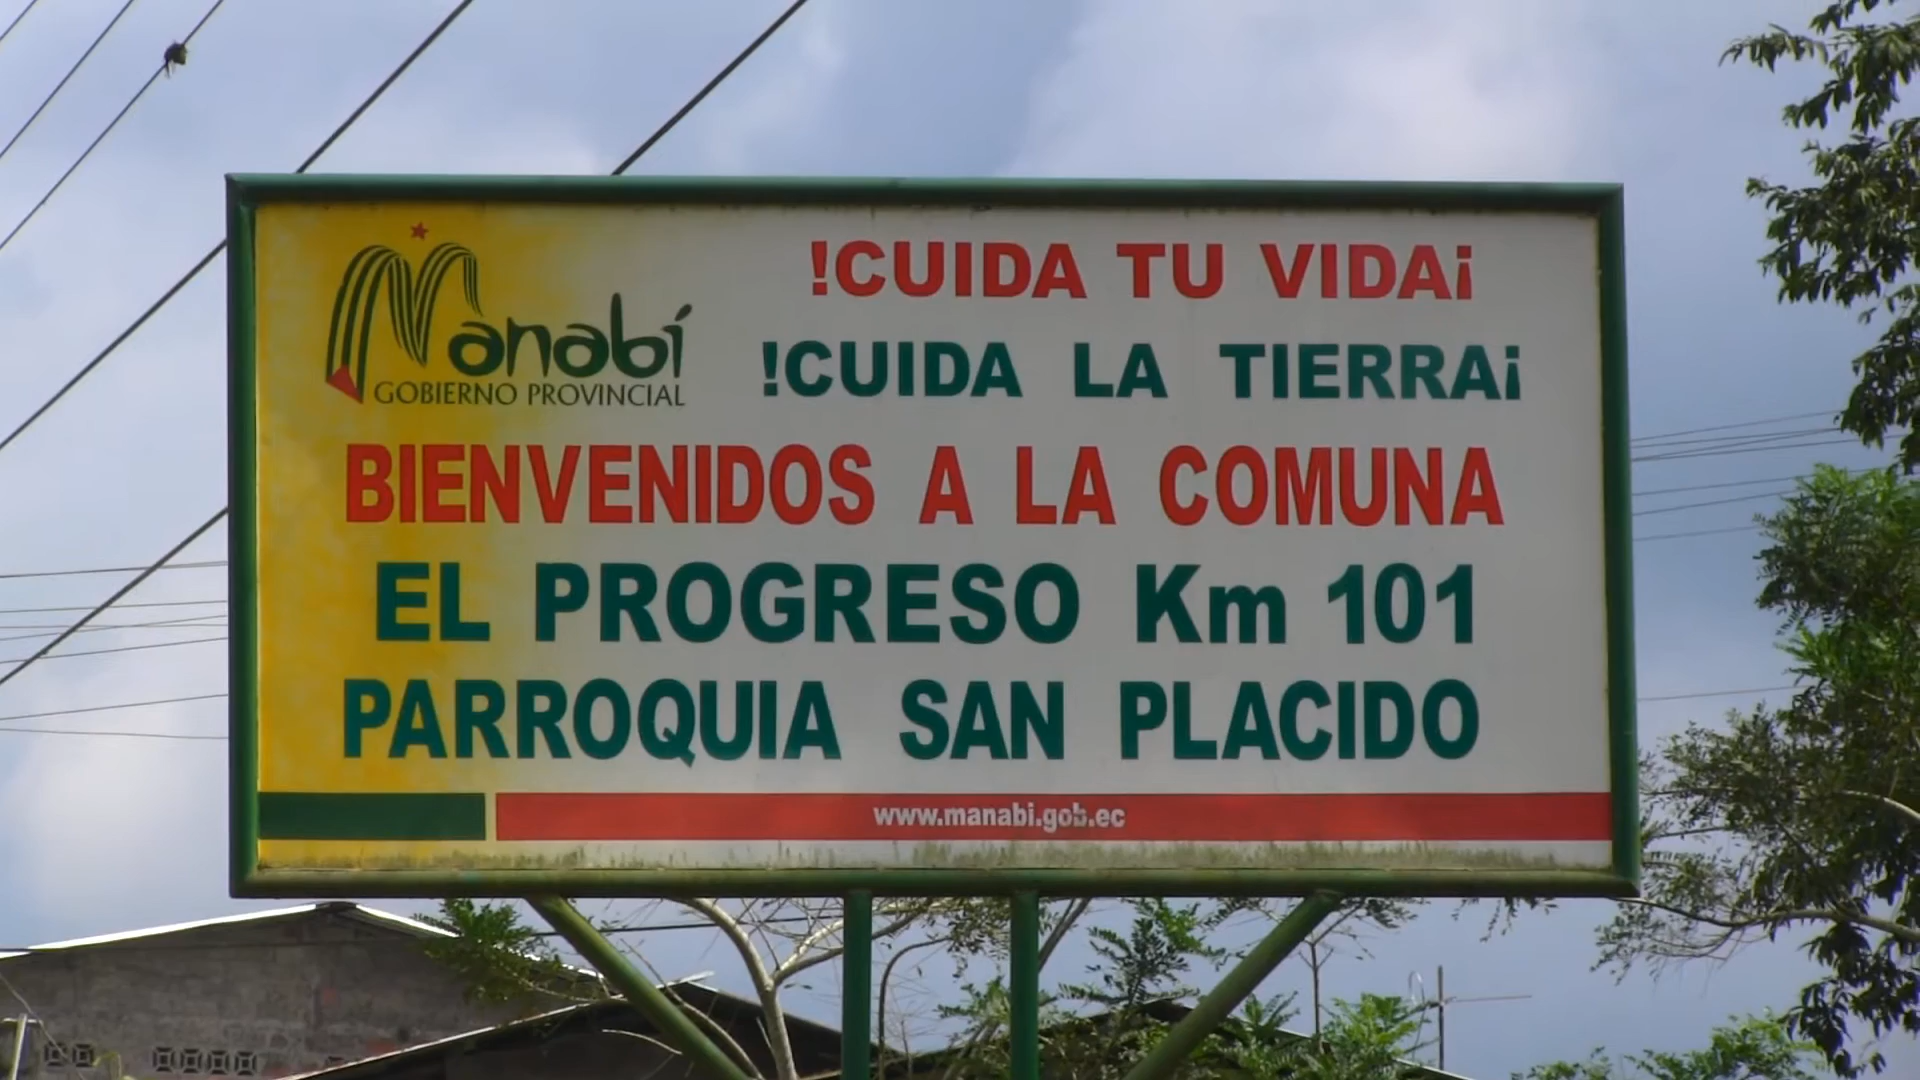 Manabí
GOBIERNO PROVINCIAL
!CUIDA TU VIDA¡
!CUIDA LA TIERRA¡
BIENVENIDOS A LA COMUNA
EL PROGRESO Km 101
PARROQUIA SAN PLACIDO
www.manabi.gob.ec